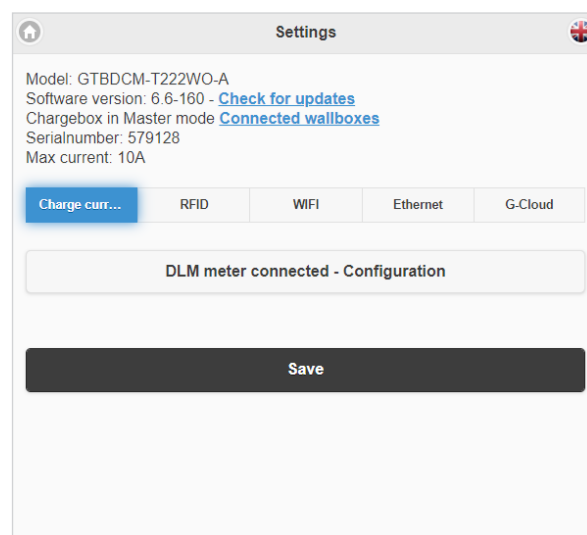 Settings
Model: GTBDCM-T222WO-A
Software version: 6.6-160 - Check for updates
Chargebox in Master mode Connected wallboxes
Serialnumber: 579128
Max current: 10A
Charge curr... RFID WIFI Ethernet G-Cloud
DLM meter connected - Configuration
Save